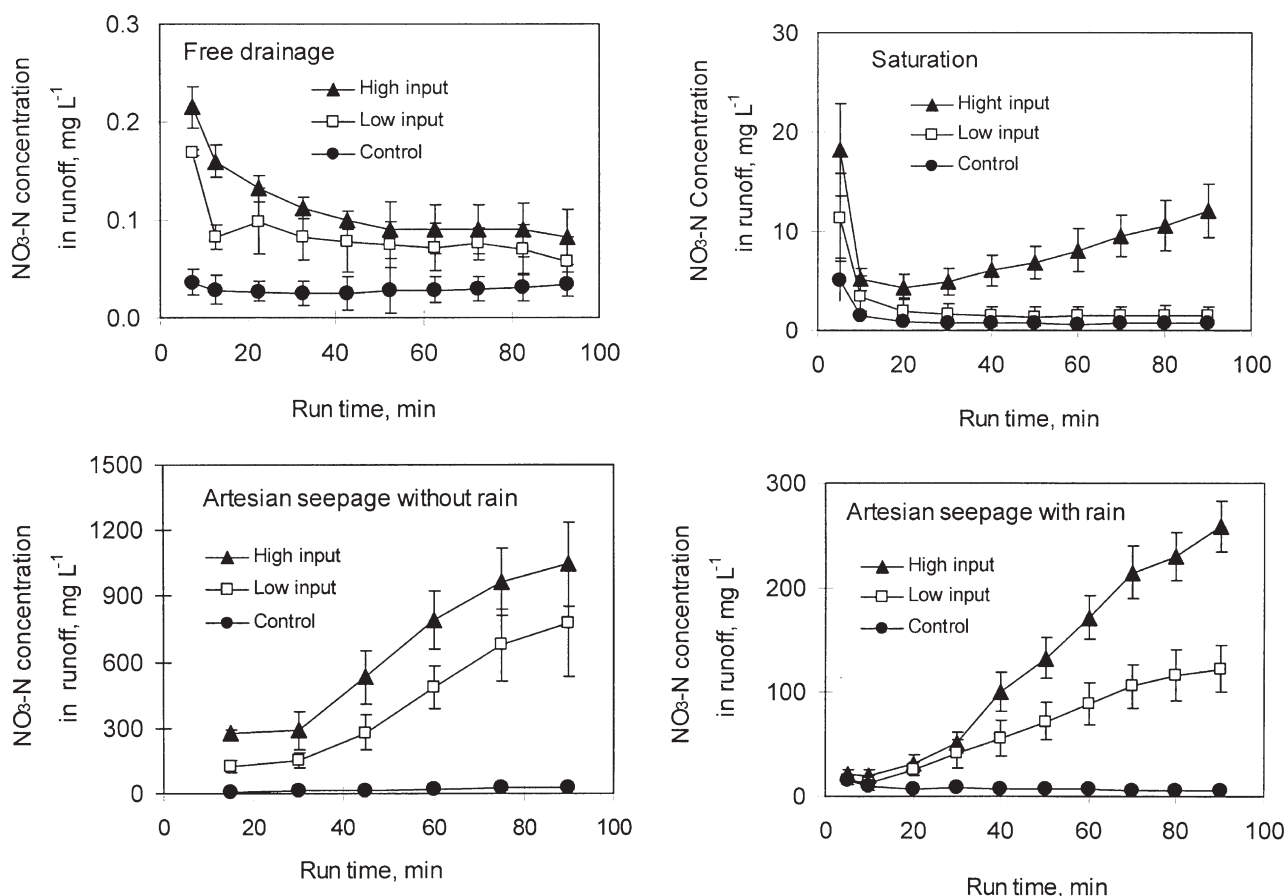 NO₃-N concentration
in runoff, mg L⁻¹
0.3
0.2
0.1
0.0
Free drainage
High input
Low input
Control
0 20 40 60 80 100
Run time, min
NO₃-N Concentration
in runoff, mg L⁻¹
30
20
10
0
Saturation
Hight input
Low input
Control
0 20 40 60 80 100
Run time, min
NO₃-N concentration
in runoff, mg L⁻¹
1500
1200
900
600
300
0
Artesian seepage without rain
High input
Low input
Control
0 20 40 60 80 100
Run time, min
NO₃-N concentration
in runoff, mg L⁻¹
300
200
100
0
Artesian seepage with rain
High input
Low input
Control
0 20 40 60 80 100
Run time, min